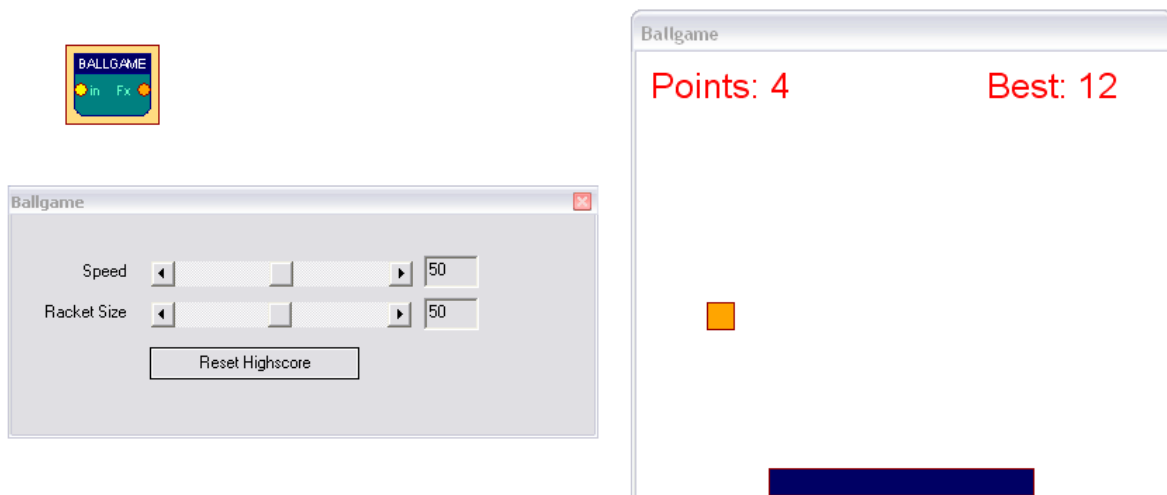 BALLGAME
in Fx
Ballgame
Speed 50
Racket Size 50
Reset Highscore
Ballgame
Points: 4 Best: 12